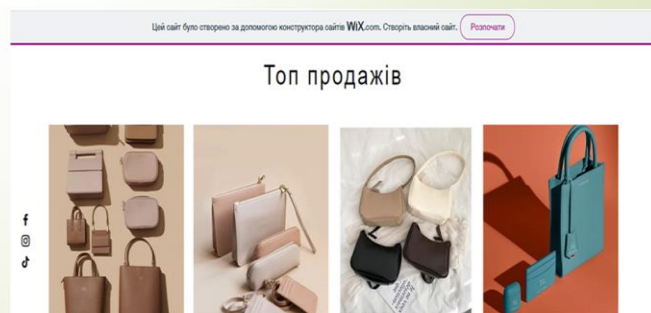 Цей сайт було створено за допомогою конструктора сайтів WiX.com. Створіть власний сайт. Розпочати
Топ продажів